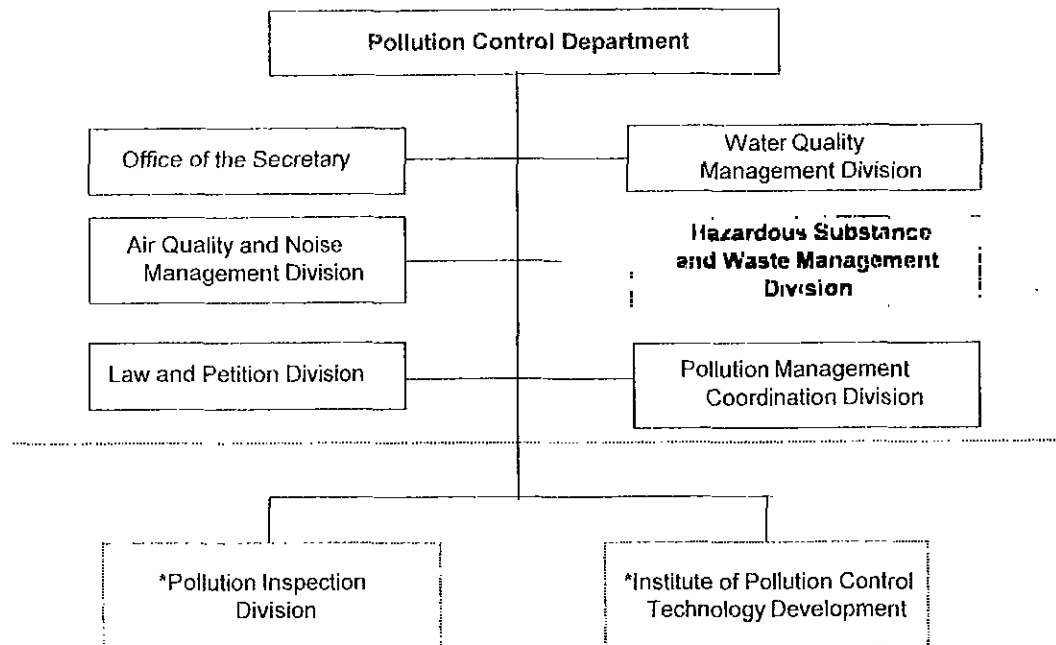 Pollution Control Department
Office of the Secretary
Water Quality
Management Division
Air Quality and Noise
Management Division
Hazardous Substance
and Waste Management
Division
Law and Petition Division
Pollution Management
Coordination Division
*Pollution Inspection
Division
*Institute of Pollution Control
Technology Development